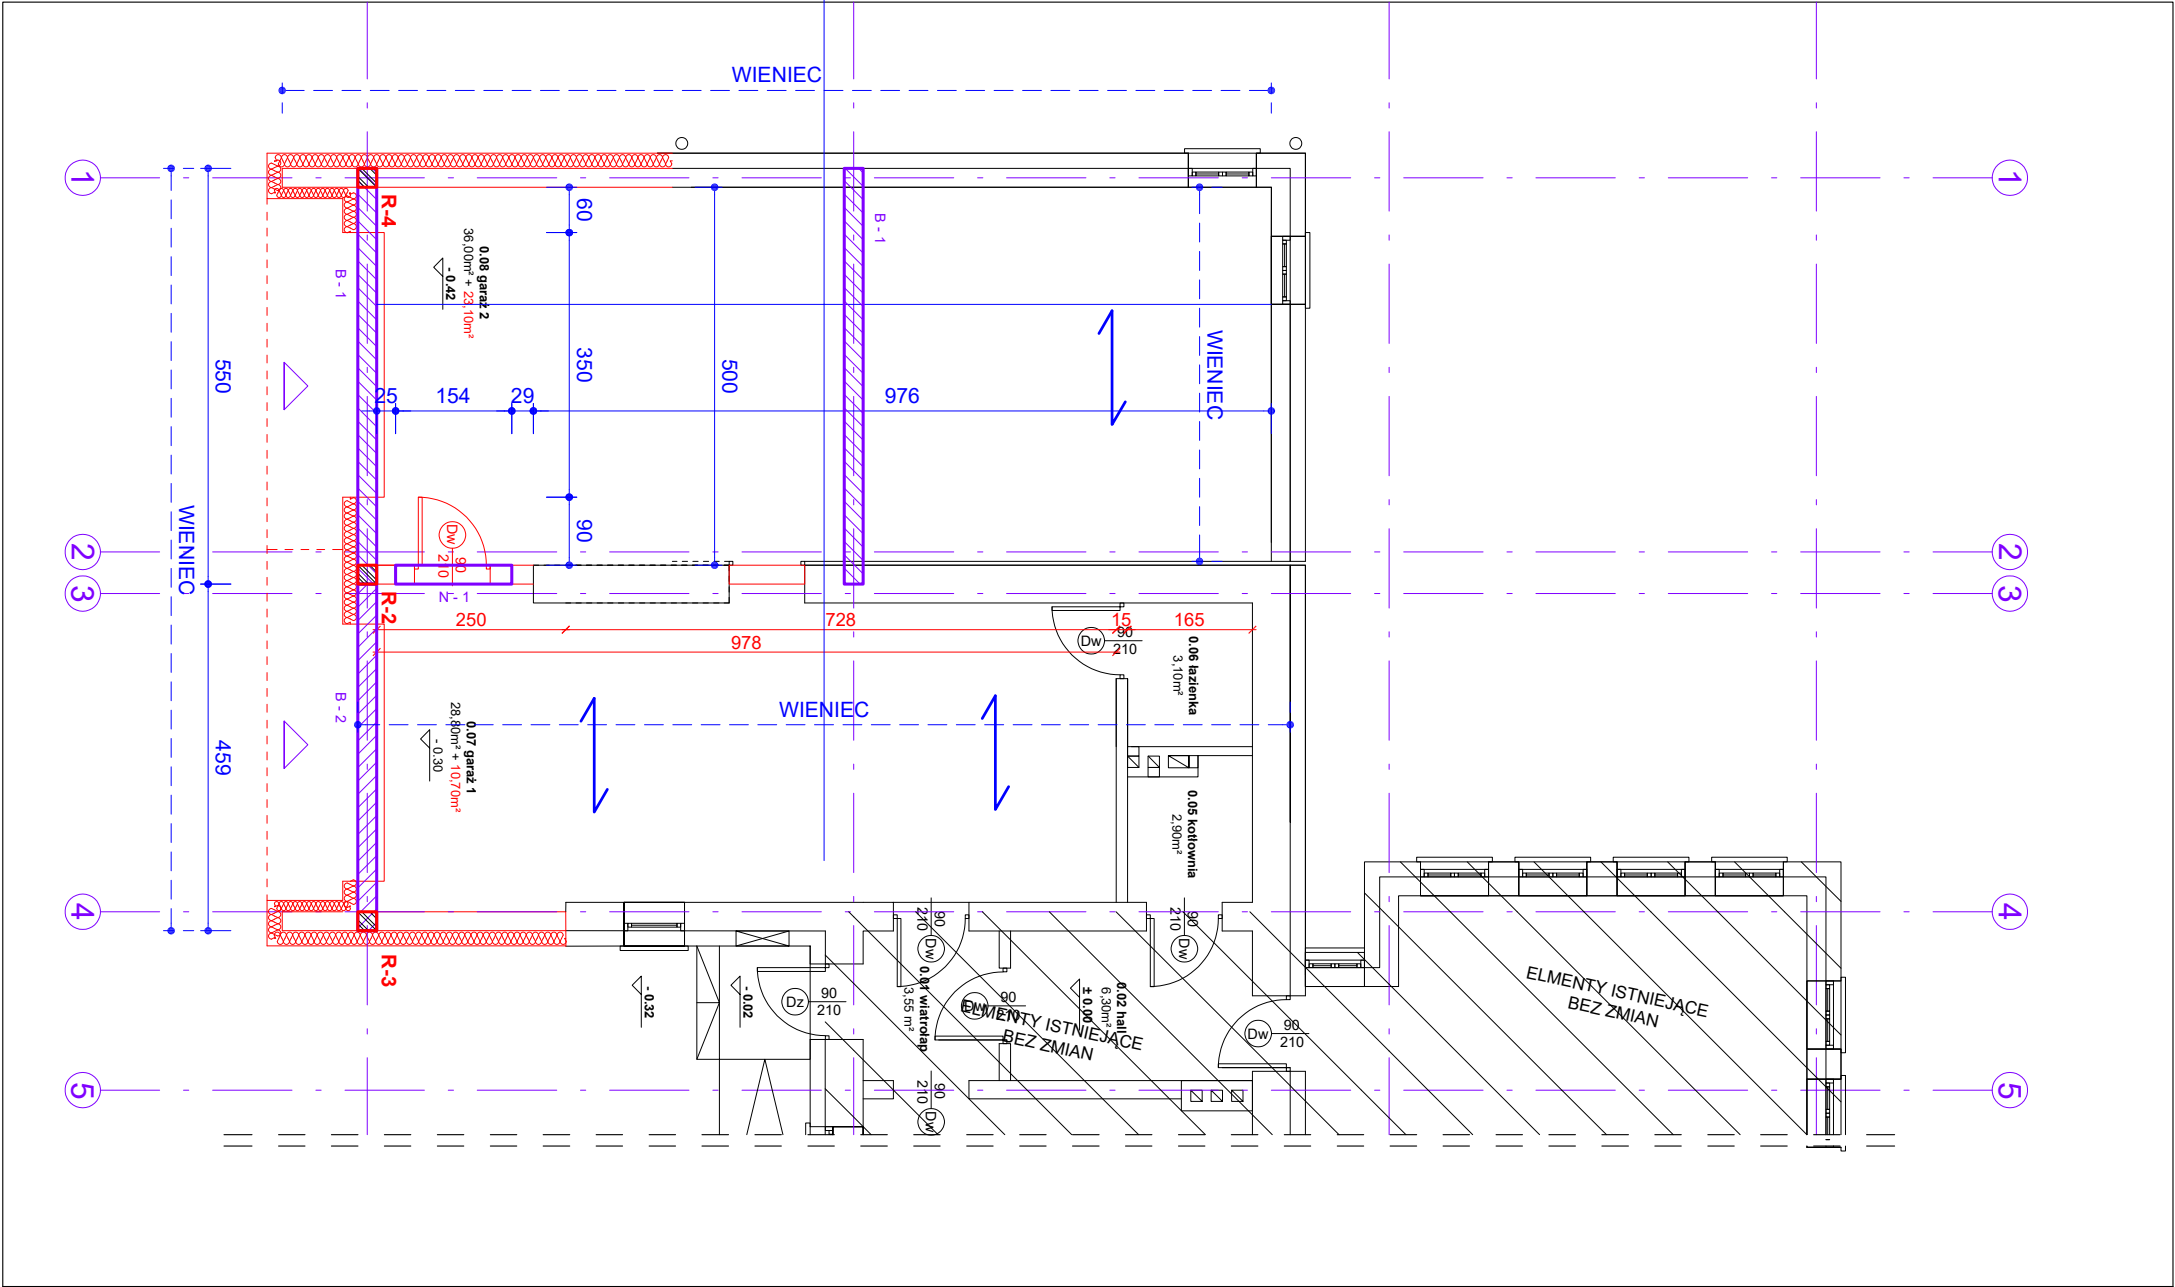 WIENIEC
1
1
R-4
60
B - 1
0.08 garaż 2
36,00m² + 23,10m²
- 0.42
B - 1
WIENIEC
550
350
500
25
154
29
976
WIENIEC
90
Dw
90
210
2
2
3
3
N - 1
R-2
250
728
15
165
978
Dw
90
210
0.06 łazienka
3,10m²
B - 2
WIENIEC
0.07 garaż 1
28,80m² + 10,70m²
- 0.30
459
0.05 kotłownia
2,90m²
4
4
90
210
Dw
90
210
Dw
R-3
- 0.32
- 0.02
Dz
90
210
0.01 wiatrołap
3,55 m²
Dw
90
210
0.02 hall
6,30m²
± 0.00
ELMENTY ISTNIEJĄCE
BEZ ZMIAN
Dw
90
210
ELMENTY ISTNIEJĄCE
BEZ ZMIAN
5
5
90
210
Dw